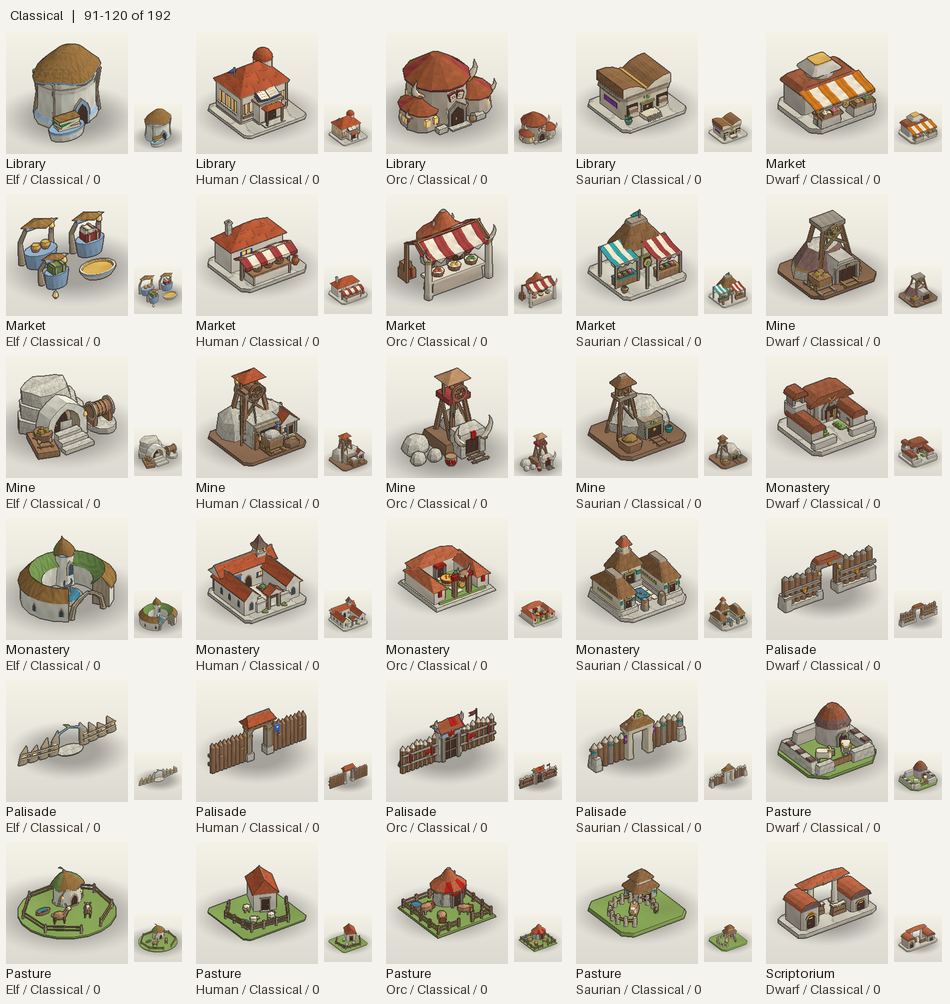 Classical | 91-120 of 192
Library
Elf / Classical / 0
Library
Human / Classical / 0
Library
Orc / Classical / 0
Library
Saurian / Classical / 0
Market
Dwarf / Classical / 0
Market
Elf / Classical / 0
Market
Human / Classical / 0
Market
Orc / Classical / 0
Market
Saurian / Classical / 0
Mine
Dwarf / Classical / 0
Mine
Elf / Classical / 0
Mine
Human / Classical / 0
Mine
Orc / Classical / 0
Mine
Saurian / Classical / 0
Monastery
Dwarf / Classical / 0
Monastery
Elf / Classical / 0
Monastery
Human / Classical / 0
Monastery
Orc / Classical / 0
Monastery
Saurian / Classical / 0
Palisade
Dwarf / Classical / 0
Palisade
Elf / Classical / 0
Palisade
Human / Classical / 0
Palisade
Orc / Classical / 0
Palisade
Saurian / Classical / 0
Pasture
Dwarf / Classical / 0
Pasture
Elf / Classical / 0
Pasture
Human / Classical / 0
Pasture
Orc / Classical / 0
Pasture
Saurian / Classical / 0
Scriptorium
Dwarf / Classical / 0